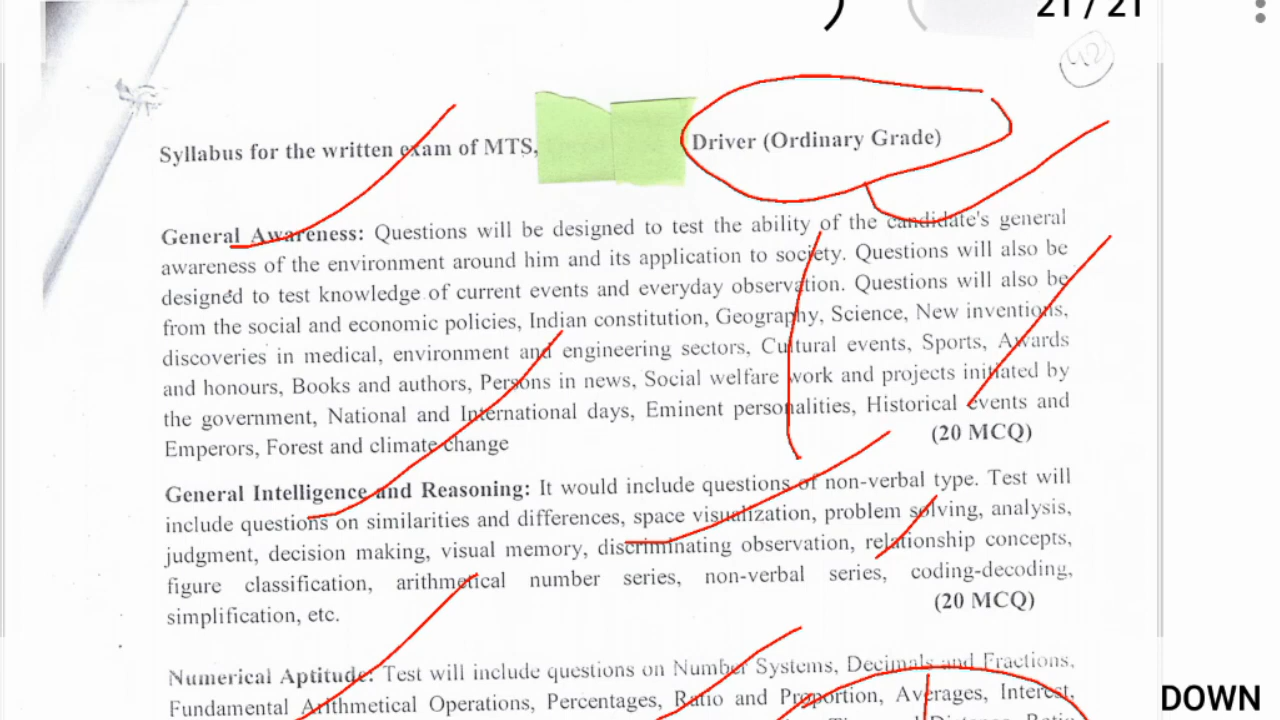 21 / 21
42
Syllabus for the written exam of MTS, Driver (Ordinary Grade)
General Awareness: Questions will be designed to test the ability of the candidate's general
awareness of the environment around him and its application to society. Questions will also be
designed to test knowledge of current events and everyday observation. Questions will also be
from the social and economic policies, Indian constitution, Geography, Science, New inventions,
discoveries in medical, environment and engineering sectors, Cultural events, Sports, Awards
and honours, Books and authors, Persons in news, Social welfare work and projects initiated by
the government, National and International days, Eminent personalities, Historical events and
Emperors, Forest and climate change
(20 MCQ)
General Intelligence and Reasoning: It would include questions of non-verbal type. Test will
include questions on similarities and differences, space visualization, problem solving, analysis,
judgment, decision making, visual memory, discriminating observation, relationship concepts,
figure classification, arithmetical number series, non-verbal series, coding-decoding,
simplification, etc.
(20 MCQ)
Numerical Aptitude: Test will include questions on Number Systems, Decimals and Fractions,
Fundamental Arithmetical Operations, Percentages, Ratio and Proportion, Averages, Interest,
DOWN